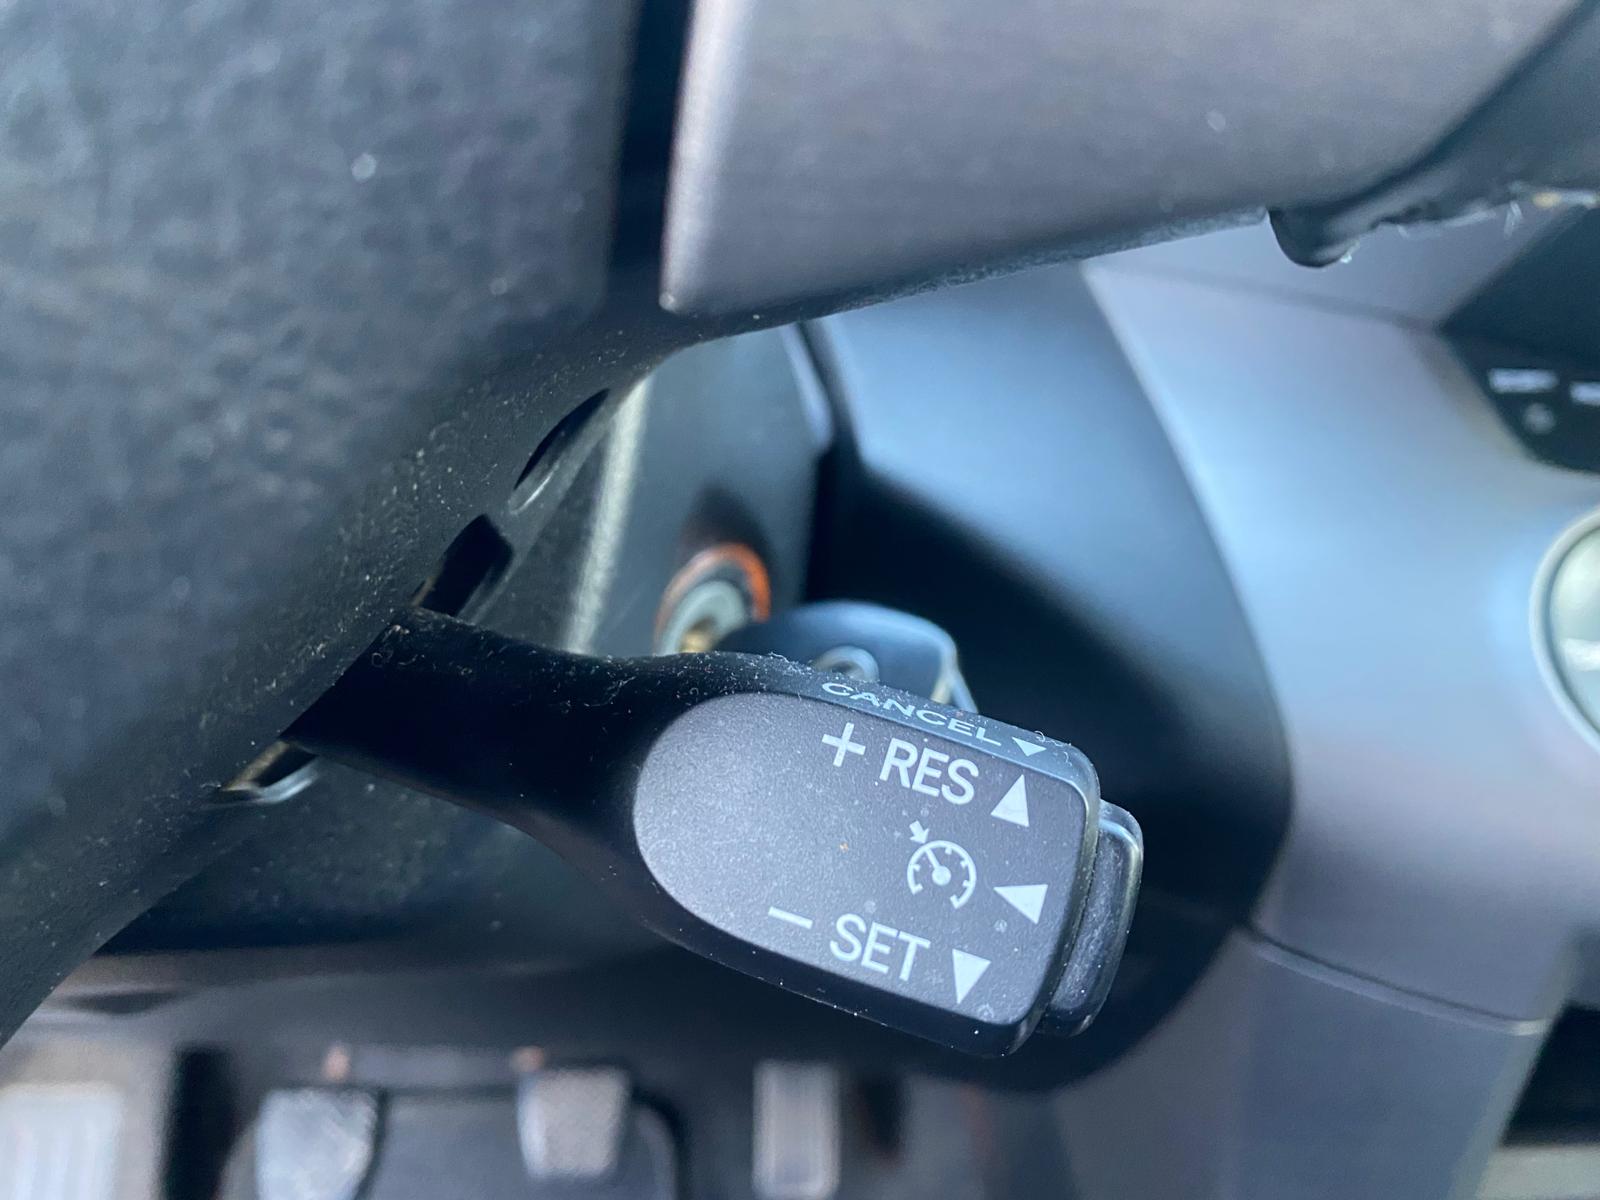 CANCEL
+ RES
− SET